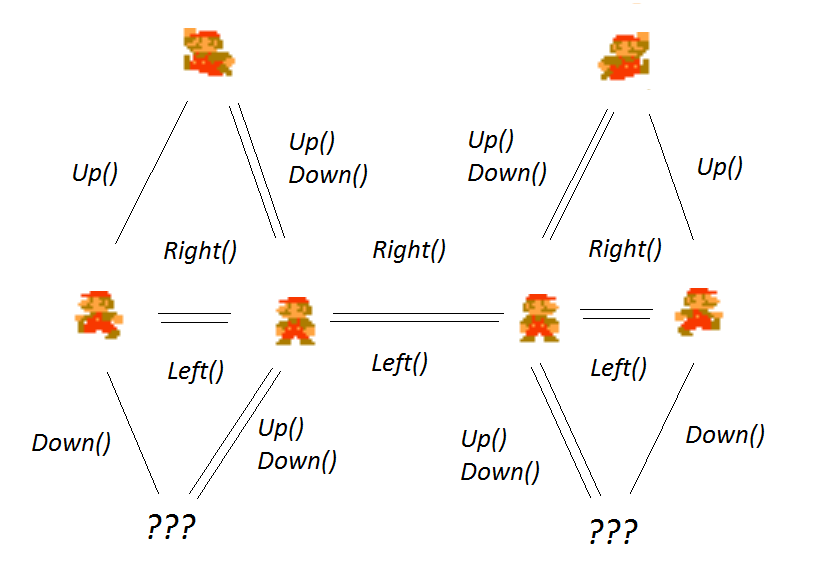 Up()
Up()
Down()
Up()
Down()
Up()
Right()
Right()
Right()
Left()
Left()
Left()
Down()
Up()
Down()
Up()
Down()
Down()
???
???